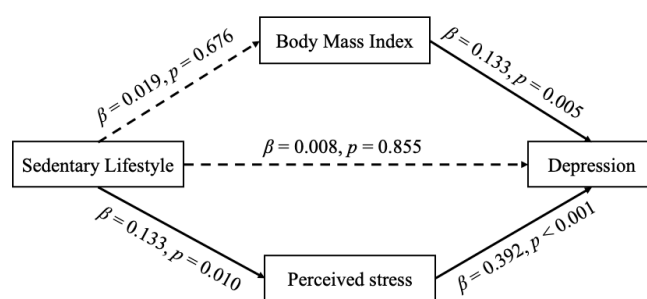 Body Mass Index
β = 0.019, p = 0.676
β = 0.133, p = 0.005
Sedentary Lifestyle
β = 0.008, p = 0.855
Depression
β = 0.133, p = 0.010
β = 0.392, p < 0.001
Perceived stress